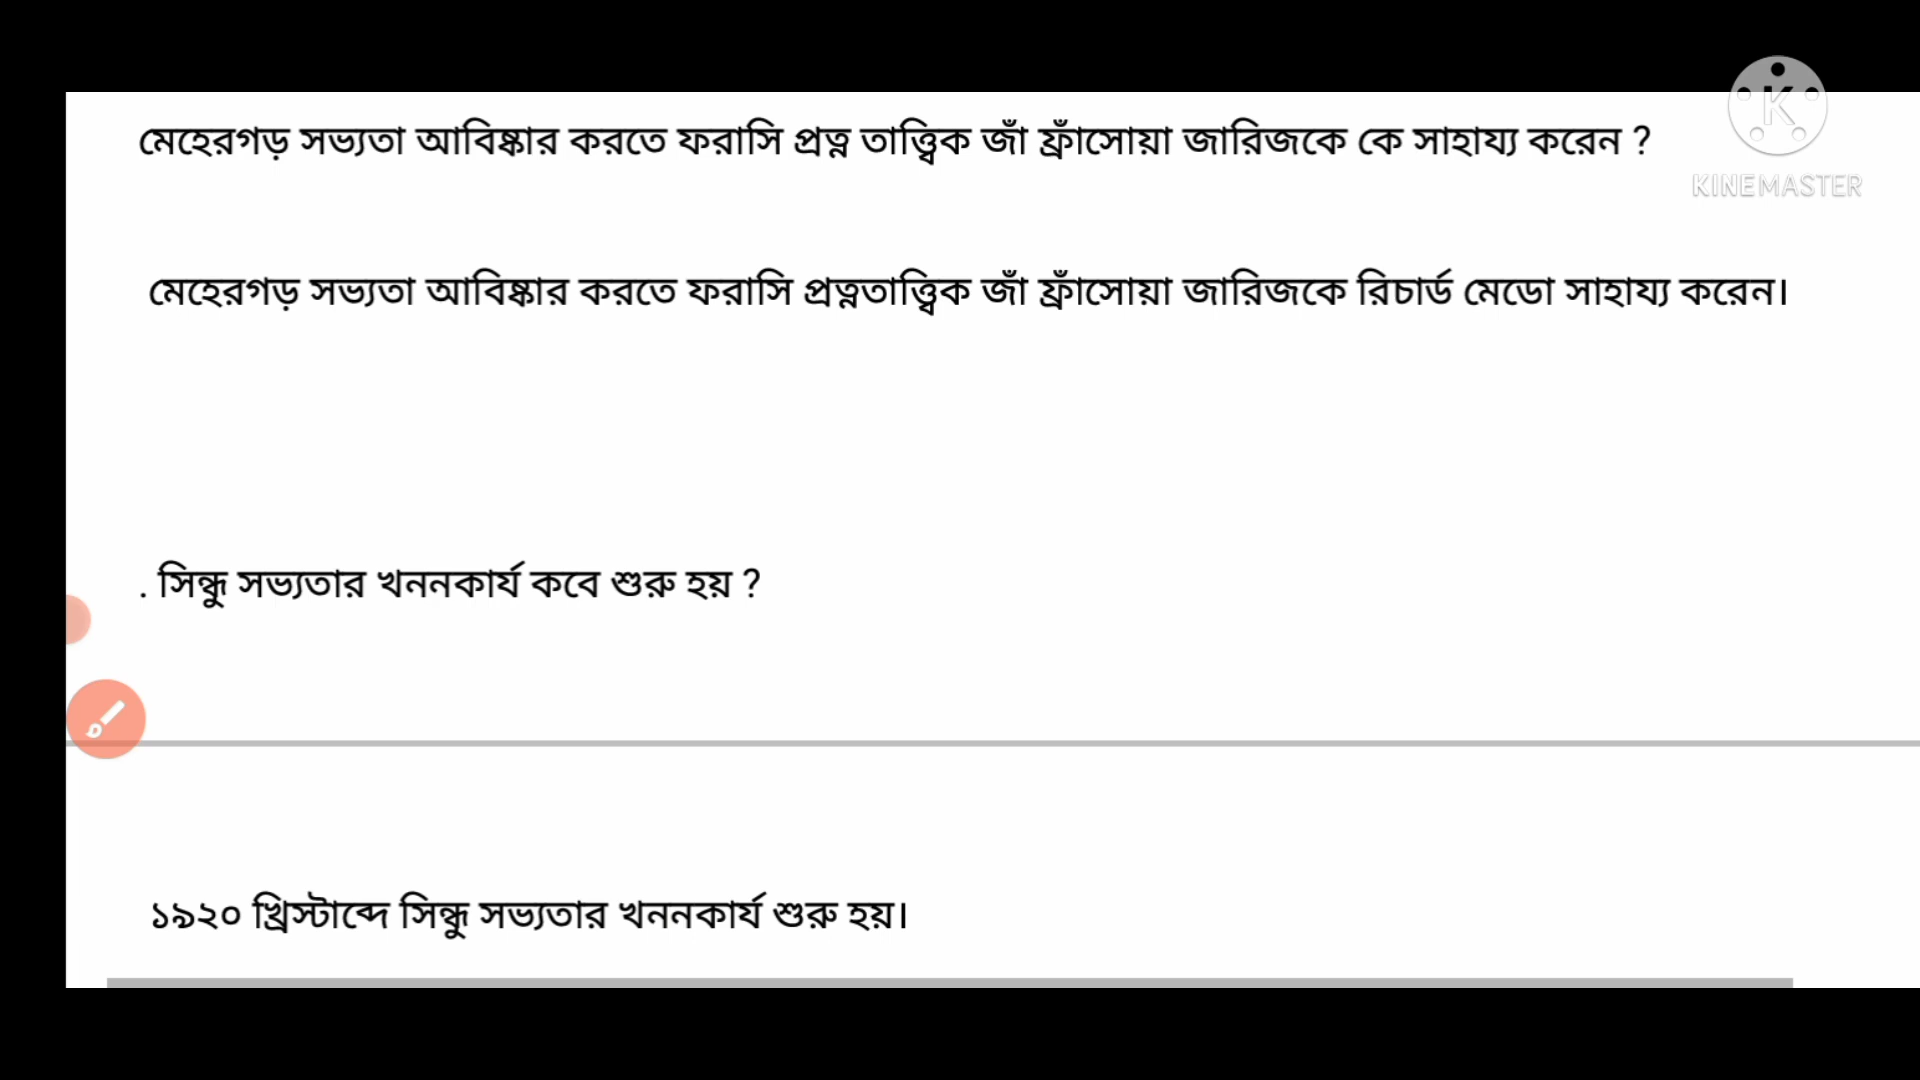 মেহেরগড় সভ্যতা আবিষ্কার করতে ফরাসি প্রত্ন তাত্ত্বিক জাঁ ফ্রাঁসোয়া জারিজকে কে সাহায্য করেন ?
KINEMASTER
মেহেরগড় সভ্যতা আবিষ্কার করতে ফরাসি প্রত্নতাত্ত্বিক জাঁ ফ্রাঁসোয়া জারিজকে রিচার্ড মেডো সাহায্য করেন।
. সিন্ধু সভ্যতার খননকার্য কবে শুরু হয় ?
১৯২০ খ্রিস্টাব্দে সিন্ধু সভ্যতার খননকার্য শুরু হয়।